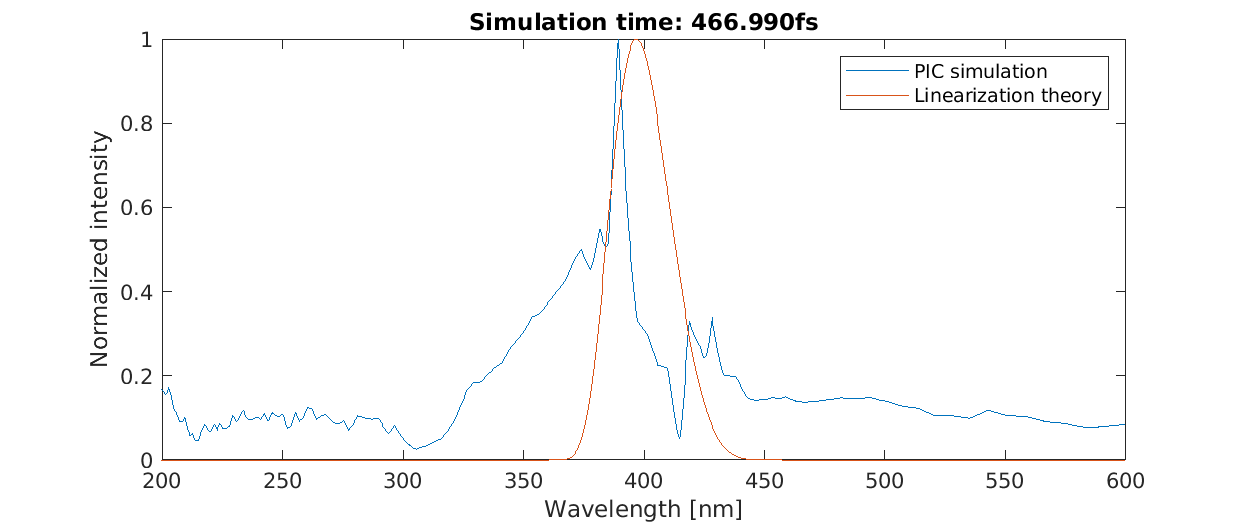 Simulation time: 466.990fs
PIC simulation
Linearization theory
Normalized intensity
1
0.8
0.6
0.4
0.2
0
200 250 300 350 400 450 500 550 600
Wavelength [nm]